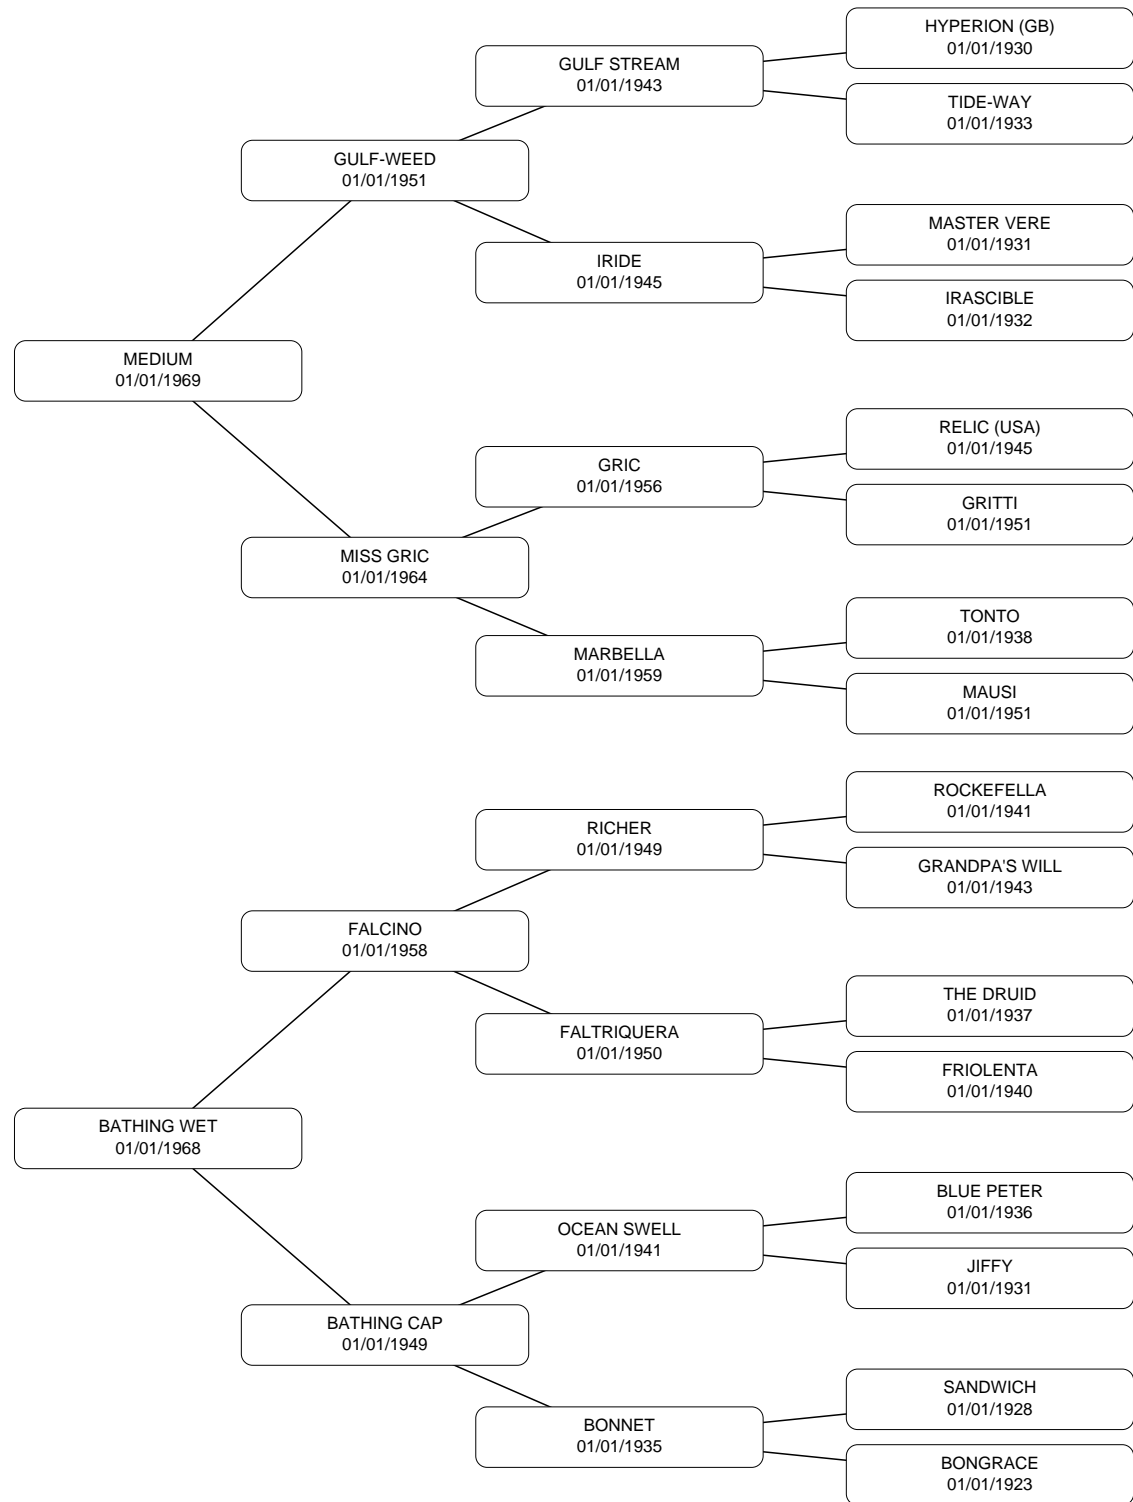 HYPERION (GB)
01/01/1930
GULF STREAM
01/01/1943
TIDE-WAY
01/01/1933
GULF-WEED
01/01/1951
MASTER VERE
01/01/1931
IRIDE
01/01/1945
IRASCIBLE
01/01/1932
MEDIUM
01/01/1969
RELIC (USA)
01/01/1945
GRIC
01/01/1956
GRITTI
01/01/1951
MISS GRIC
01/01/1964
TONTO
01/01/1938
MARBELLA
01/01/1959
MAUSI
01/01/1951
ROCKEFELLA
01/01/1941
RICHER
01/01/1949
GRANDPA'S WILL
01/01/1943
FALCINO
01/01/1958
THE DRUID
01/01/1937
FALTRIQUERA
01/01/1950
FRIOLENTA
01/01/1940
BATHING WET
01/01/1968
BLUE PETER
01/01/1936
OCEAN SWELL
01/01/1941
JIFFY
01/01/1931
BATHING CAP
01/01/1949
SANDWICH
01/01/1928
BONNET
01/01/1935
BONGRACE
01/01/1923